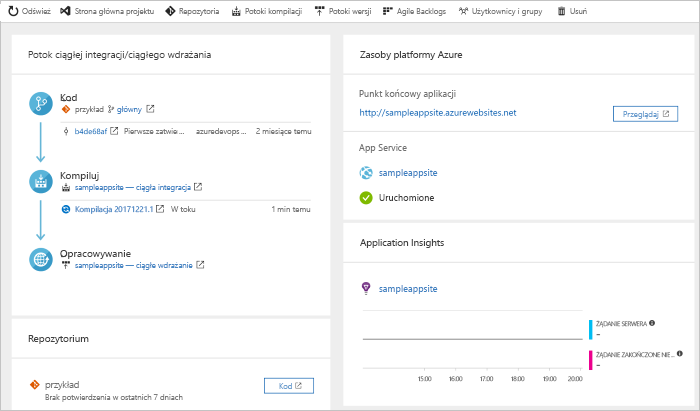 Odśwież Strona główna projektu Repozytoria Potoki kompilacji Potoki wersji Agile Backlogs Użytkownicy i grupy Usuń
Potok ciągłej integracji/ciągłego wdrażania
Kod
przykład główny
b4de68af Pierwsze zatwie... azuredevops... 2 miesiące temu
Kompiluj
sampleappsite — ciągła integracja
Kompilacja 20171221.1 W toku 1 min temu
Opracowywanie
sampleappsite — ciągłe wdrażanie
Repozytorium
przykład
Brak potwierdzenia w ostatnich 7 dniach
Kod
Zasoby platformy Azure
Punkt końcowy aplikacji
http://sampleappsite.azurewebsites.net
Przeglądaj
App Service
sampleappsite
Uruchomione
Application Insights
sampleappsite
ŻĄDANIE SERWERA
--
ŻĄDANIE ZAKOŃCZONE NIE...
--
15:00 16:00 17:00 18:00 19:00 20:00